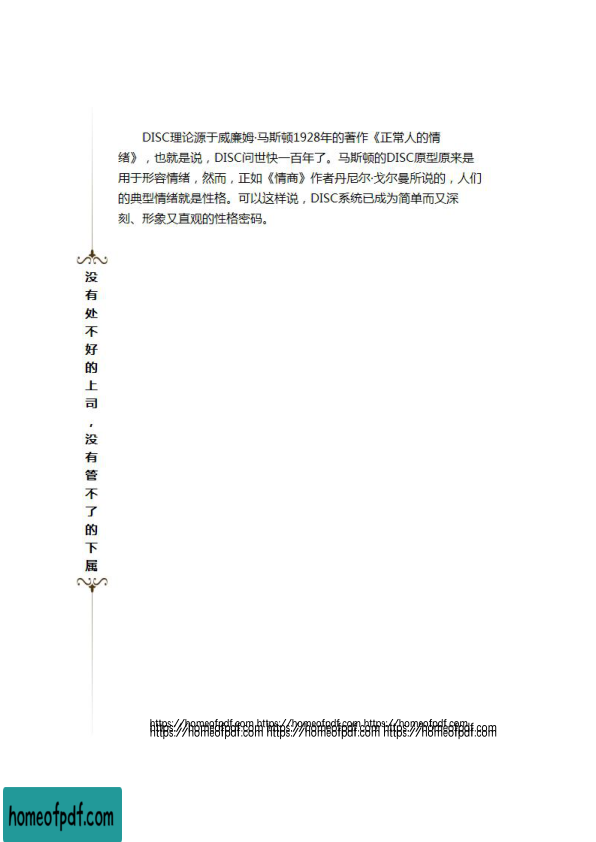 DISC理论源于威廉姆·马斯顿1928年的著作《正常人的情
绪》，也就是说，DISC问世快一百年了。马斯顿的DISC原型原来是
用于形容情绪，然而，正如《情商》作者丹尼尔·戈尔曼所说的，人们
的典型情绪就是性格。可以这样说，DISC系统已成为简单而又深
刻、形象又直观的性格密码。
没有处不好的上司，没有管不了的下属
https://homeofpdf.com https://homeofpdf.com https://homeofpdf.com
https://homeofpdf.com https://homeofpdf.com https://homeofpdf.com
homeofpdf.com